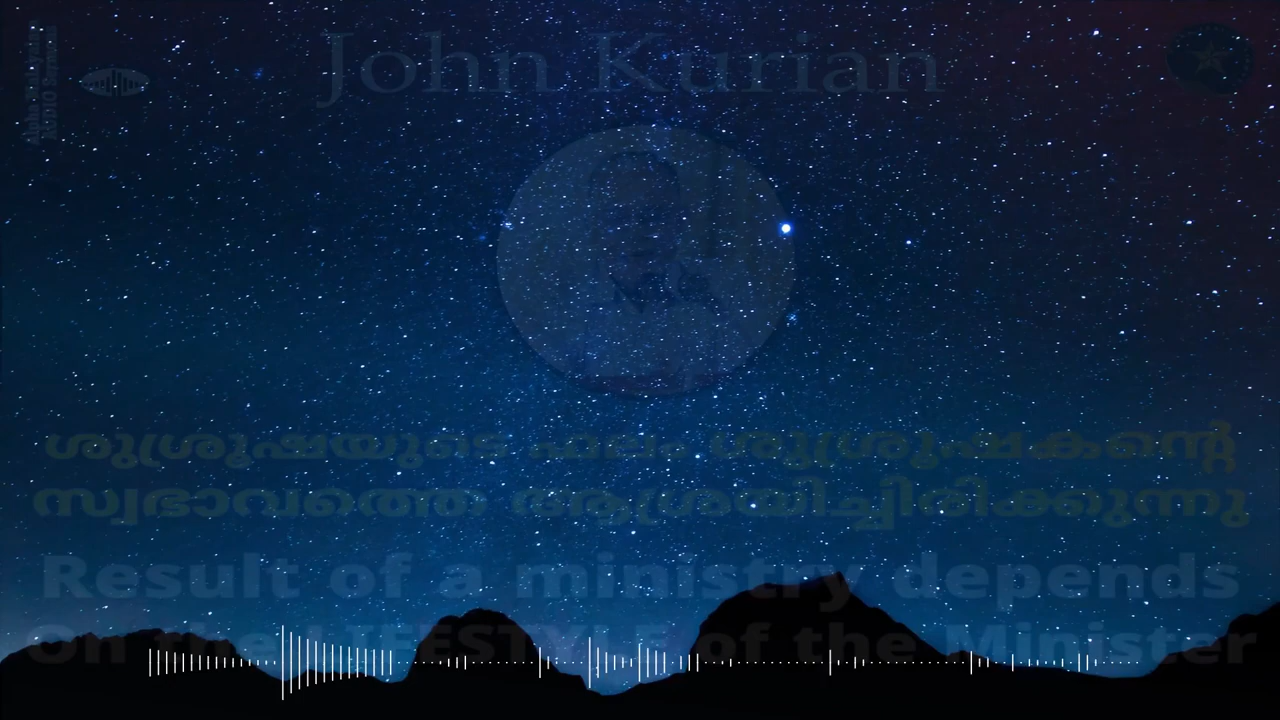 John Kurian
ശുശ്രൂഷയുടെ ഫലം ശുശ്രൂഷകന്റെ
സ്വഭാവത്തെ ആശ്രയിച്ചിരിക്കുന്നു
Result of a ministry depends
On the LIFESTYLE of the Minister